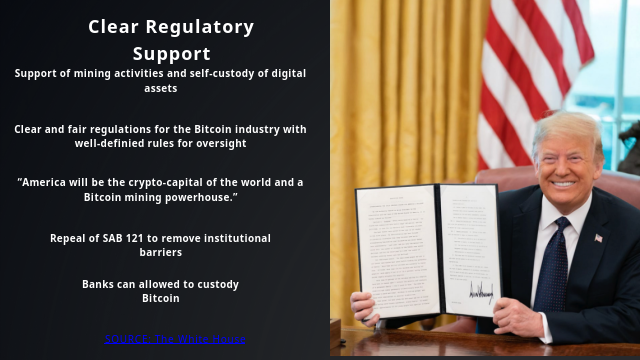 Clear Regulatory
Support
Support of mining activities and self-custody of digital
assets
Clear and fair regulations for the Bitcoin industry with
well-definied rules for oversight
“America will be the crypto-capital of the world and a
Bitcoin mining powerhouse.”
Repeal of SAB 121 to remove institutional
barriers
Banks can allowed to custody
Bitcoin
SOURCE: The White House